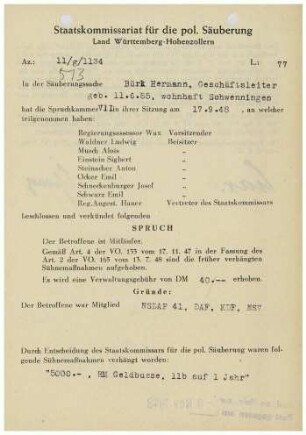 Staatskommissariat für die pol. Säuberung
Land Württemberg-Hohenzollern
Az.: 11/g/1134 L: 77
573
In der Säuberungssache Bürk Hermann, Geschäftsleiter
geb. 11.6.85, wohnhaft Schwenningen
hat die Spruchkammer VII in ihrer Sitzung am 17.9.48, an welcher
teilgenommen haben:
Regierungsassessor Wax Vorsitzender
Waldner Ludwig Beisitzer
Munch Alois "
Einstein Sigbert "
Steinacher Anton "
Ocker Emil "
Schneckenburger Josef "
Schwarz Emil "
Reg.Angest. Hauer Vertreter des Staatskommissars
beschlossen und verkündet folgenden
SPRUCH
Der Betroffene ist Mitläufer.
Gemäß Art. 4 der VO. 133 vom 17. 11. 47 in der Fassung des
Art. 2 der VO. 165 vom 13. 7. 48 sind die früher verhängten
Sühnemaßnahmen aufgehoben.
Es wird eine Verwaltungsgebühr von DM 40.-- erhoben.
Gründe:
Der Betroffene war Mitglied NSDAP 41, DAF, KDF, NSV
Durch Entscheidung des Staatskommissars für die pol. Säuberung waren fol-
gende Sühnemaßnahmen verhängt worden:
"5000.-, RM Geldbusse, 11b auf 1 Jahr"